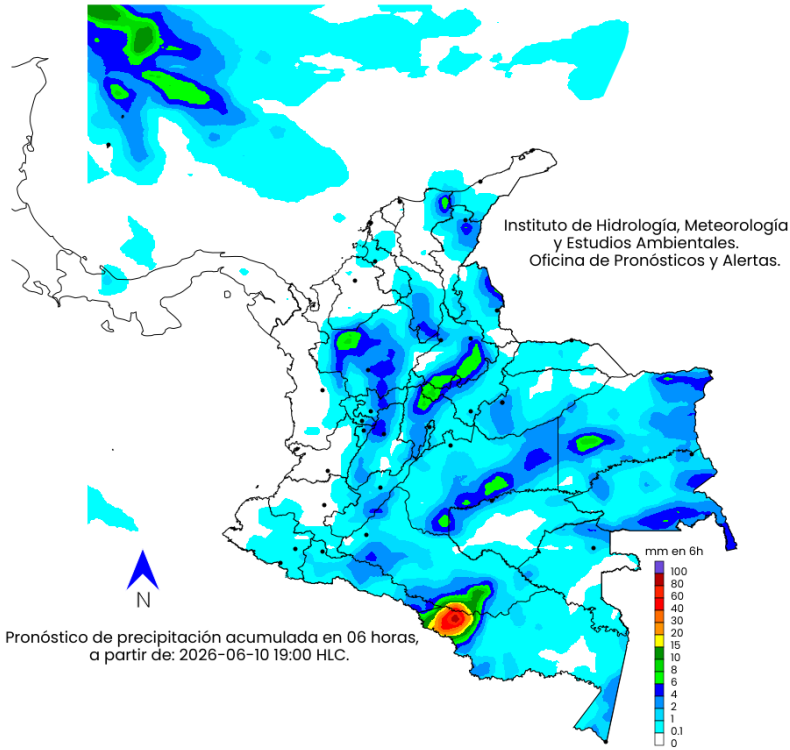 Instituto de Hidrología, Meteorología
y Estudios Ambientales.
Oficina de Pronósticos y Alertas.
mm en 6h
100
80
60
40
30
20
15
10
8
6
4
2
1
0.1
0
N
Pronóstico de precipitación acumulada en 06 horas,
a partir de: 2026-06-10 19:00 HLC.